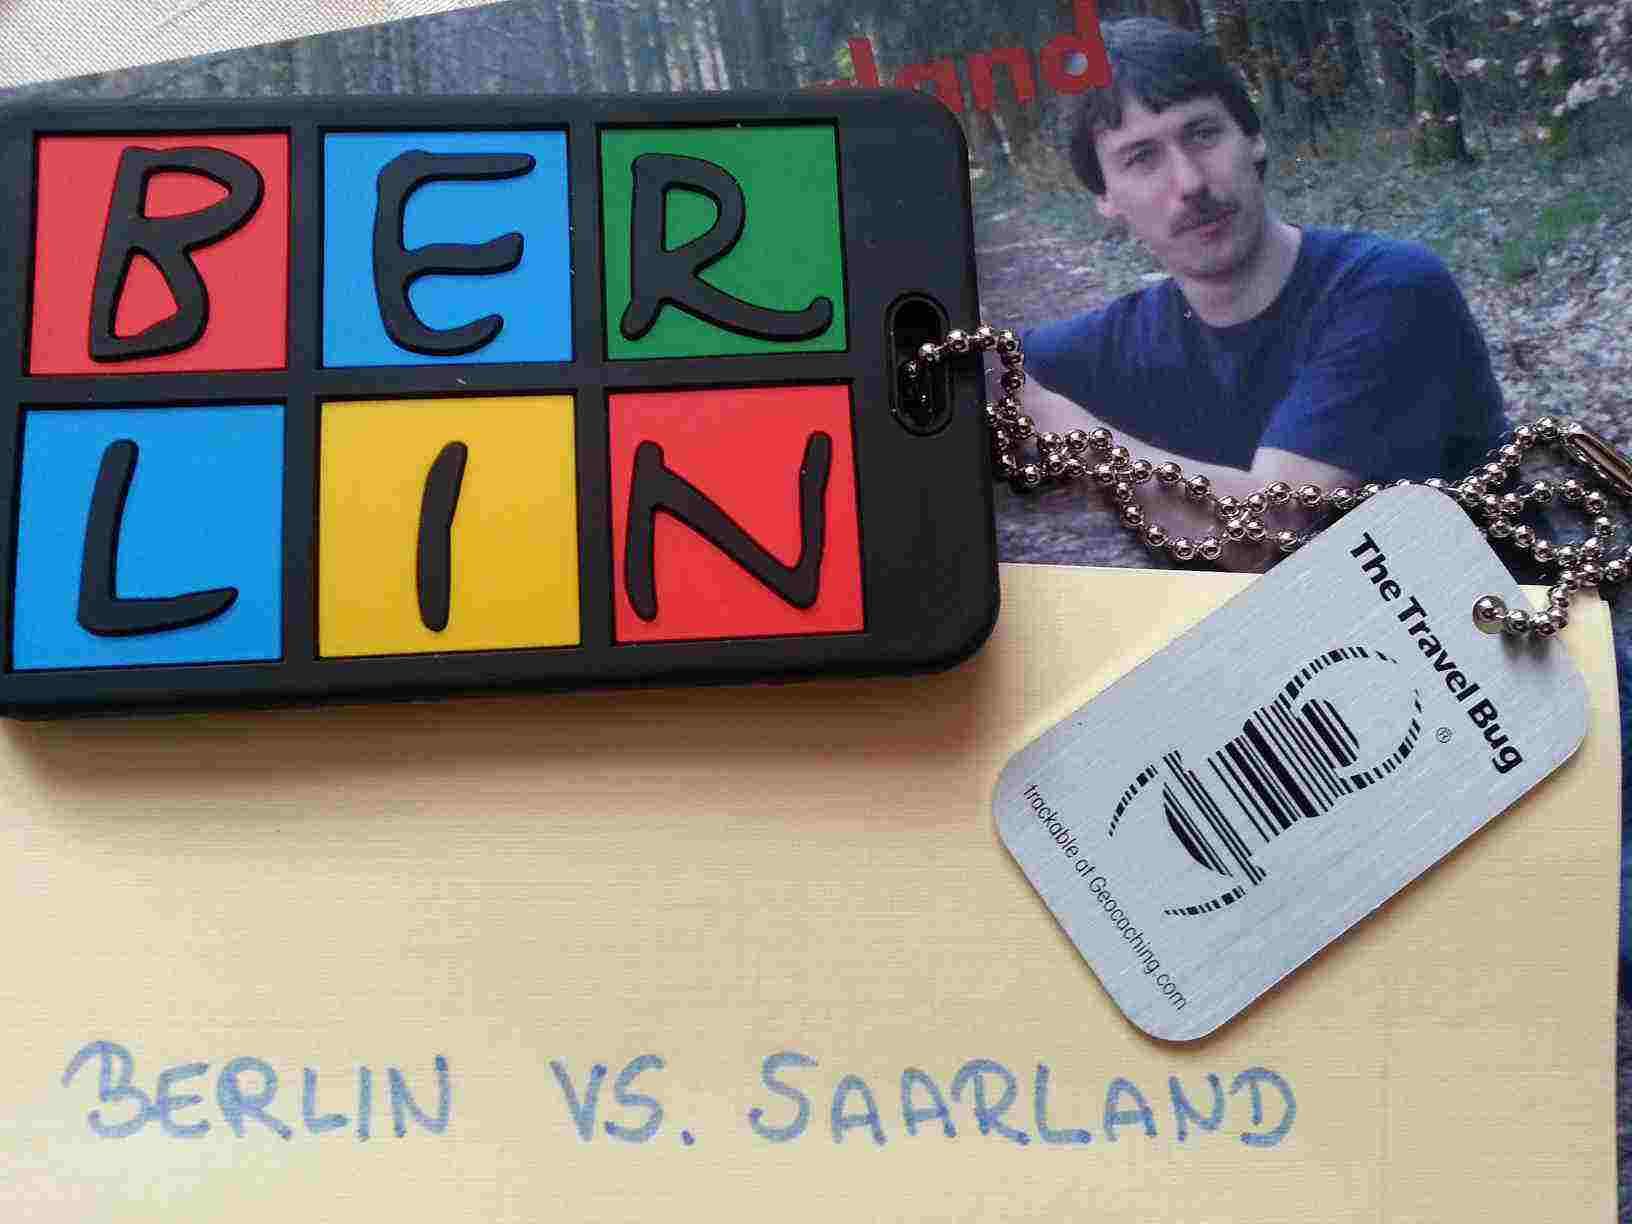 land
BER
LIN
The Travel Bug®
trackable at Geocaching.com
BERLIN VS. SAARLAND